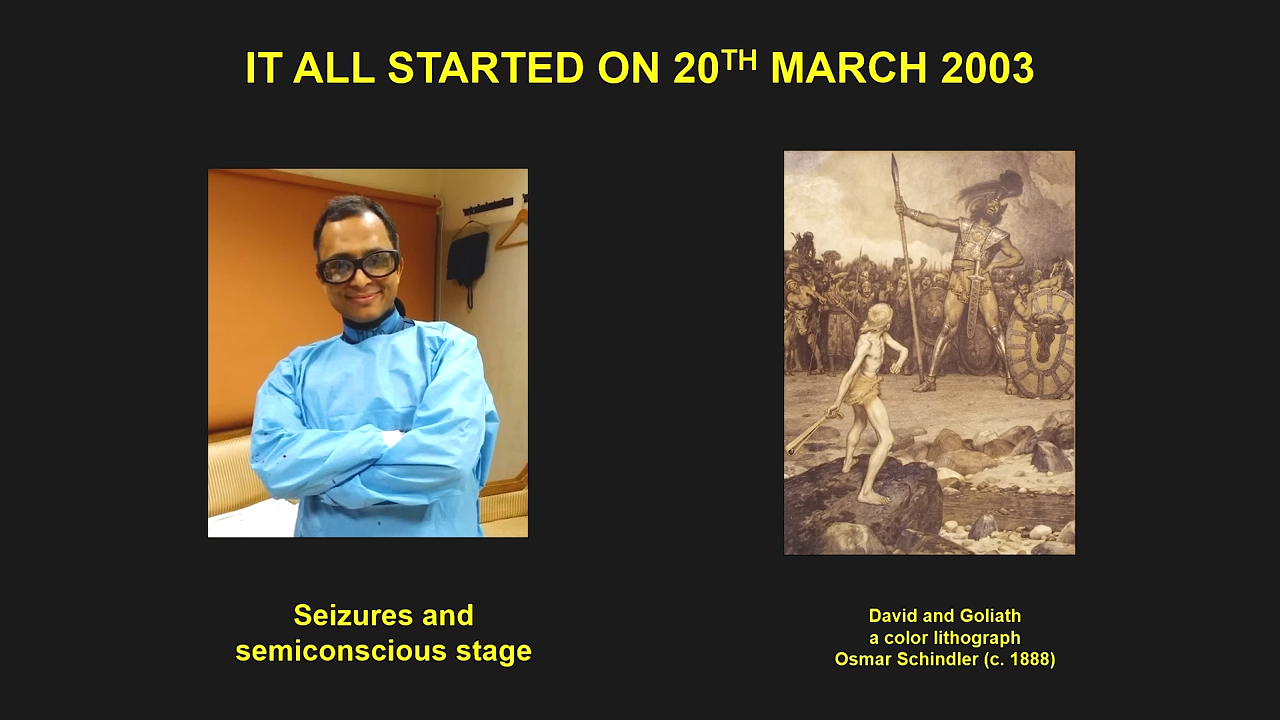 IT ALL STARTED ON 20TH MARCH 2003
Seizures and
semiconscious stage
David and Goliath
a color lithograph
Osmar Schindler (c. 1888)